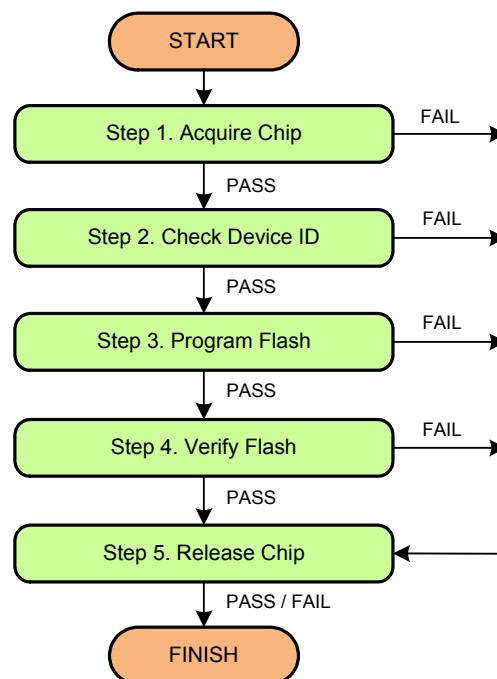 START
Step 1. Acquire Chip
FAIL
PASS
Step 2. Check Device ID
FAIL
PASS
Step 3. Program Flash
FAIL
PASS
Step 4. Verify Flash
FAIL
PASS
Step 5. Release Chip
PASS / FAIL
FINISH